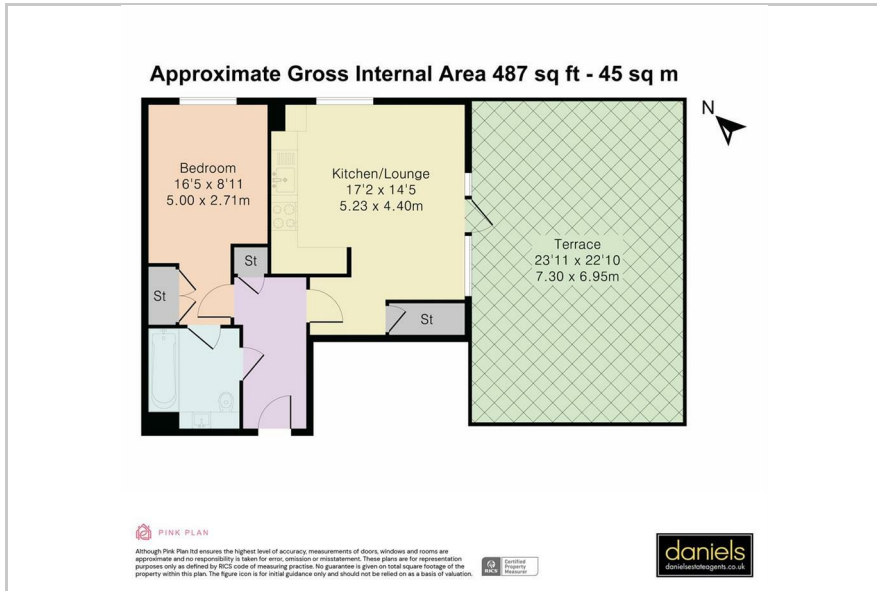 Approximate Gross Internal Area 487 sq ft - 45 sq m
N
Bedroom
16'5 x 8'11
5.00 x 2.71m
Kitchen/Lounge
17'2 x 14'5
5.23 x 4.40m
Terrace
23'11 x 22'10
7.30 x 6.95m
St
St
St
PINK PLAN
Although Pink Plan ltd ensures the highest level of accuracy, measurements of doors, windows and rooms are
approximate and no responsibility is taken for error, omission or misstatement. These plans are for representation
purposes only as defined by RICS code of measuring practise. No guarantee is given on total square footage of the
property within this plan. The figure icon is for initial guidance only and should not be relied on as a basis of valuation.
RICS
Certified
Property
Measurer
daniels
danielsestateagents.co.uk